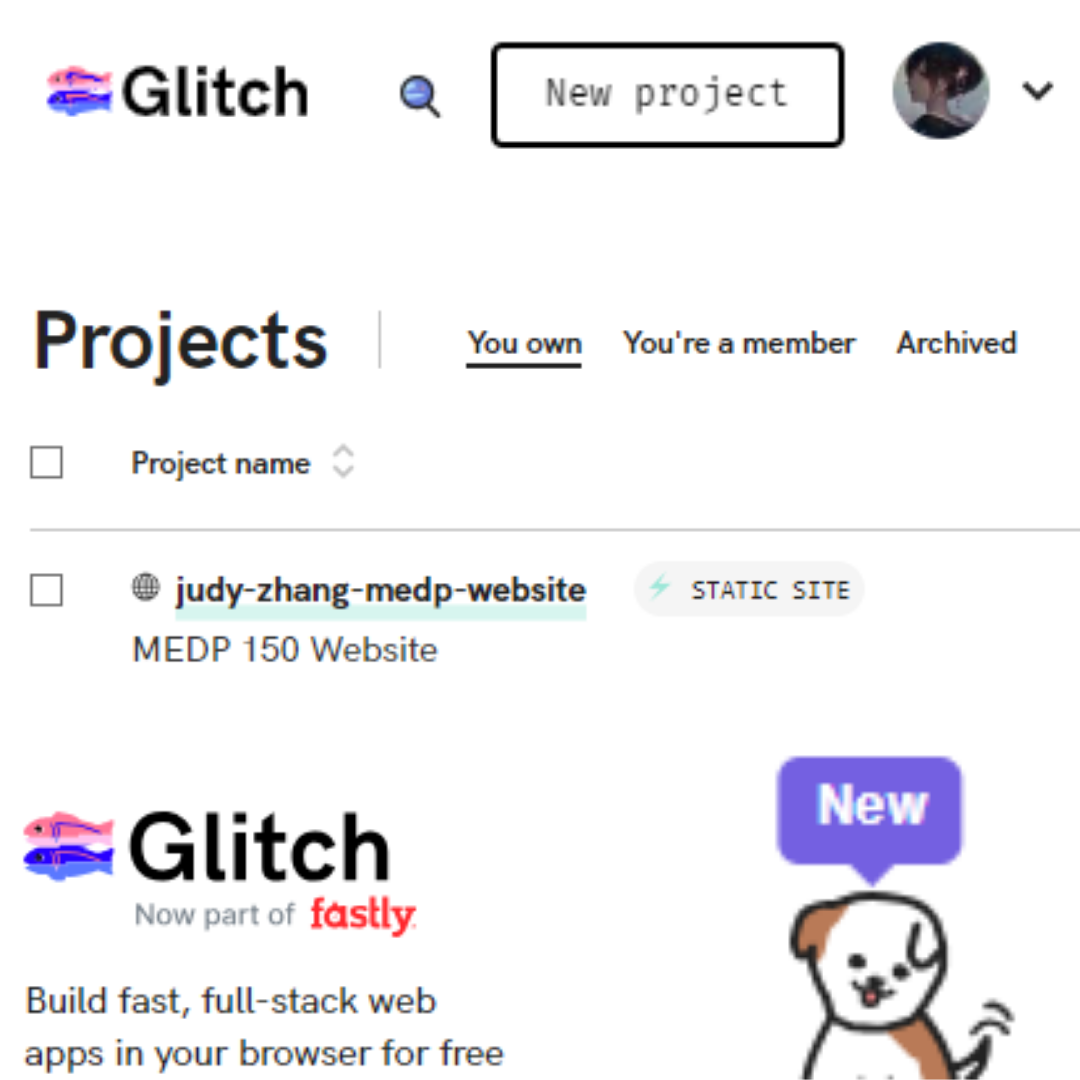 Glitch
New project
Projects
You own
You're a member
Archived
Project name
judy-zhang-medp-website
STATIC SITE
MEDP 150 Website
New
Glitch
Now part of fastly
Build fast, full-stack web
apps in your browser for free